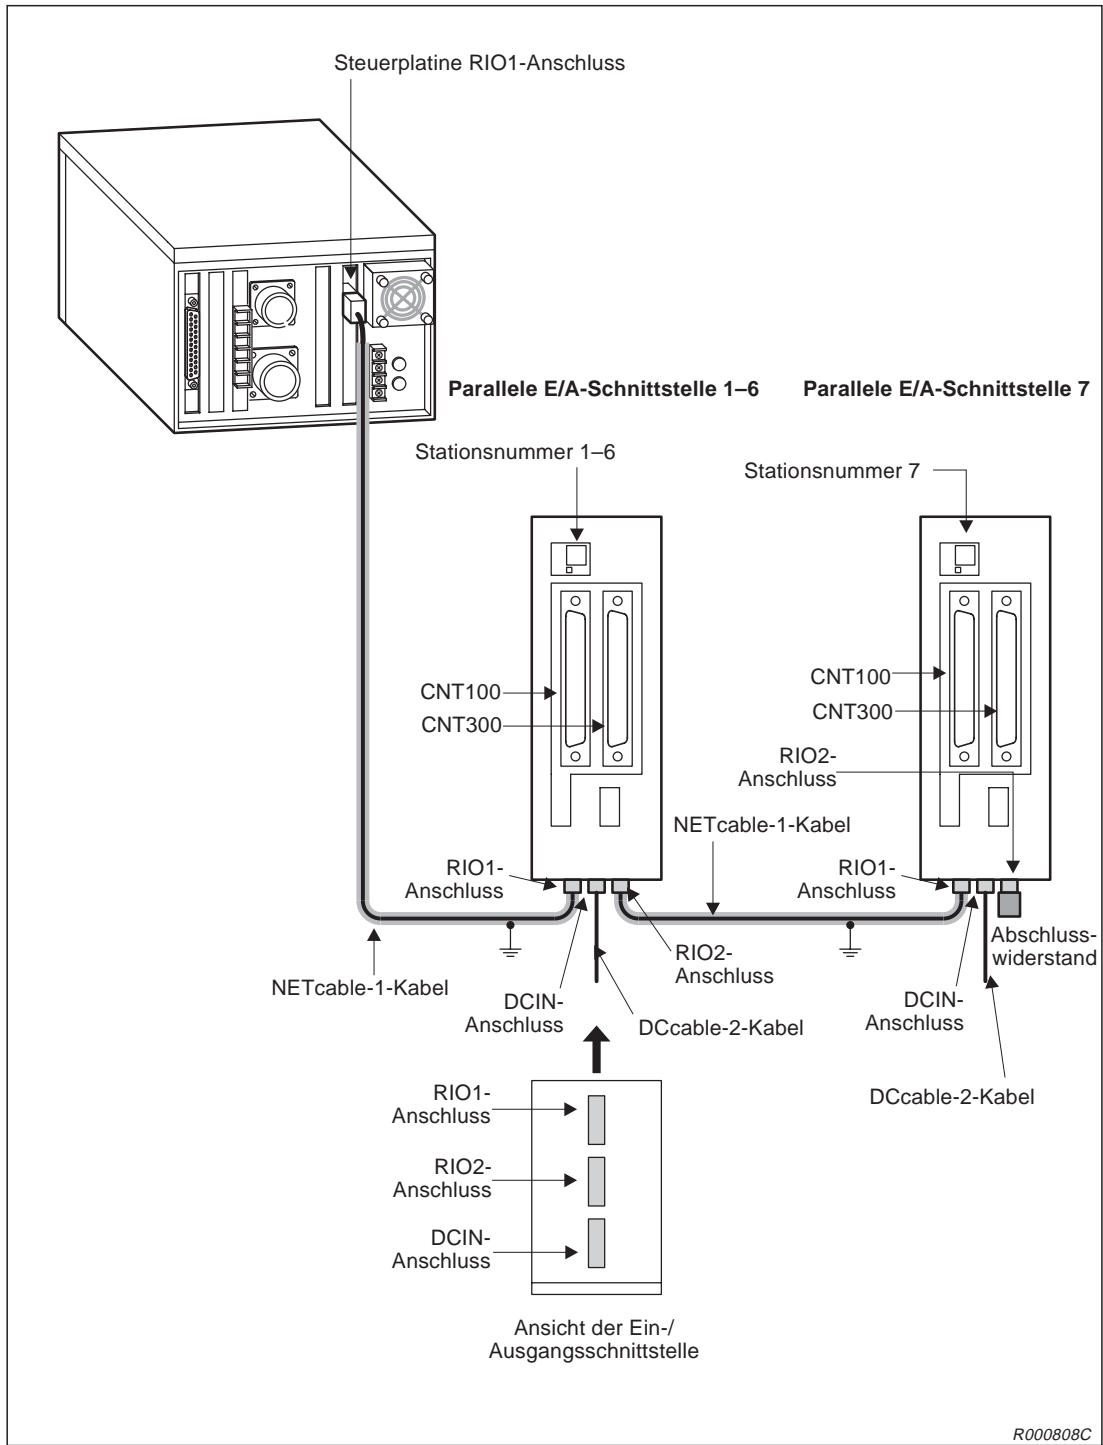 Steuerplatine RIO1-Anschluss
Parallele E/A-Schnittstelle 1–6
Parallele E/A-Schnittstelle 7
Stationsnummer 1–6
Stationsnummer 7
CNT100
CNT300
CNT100
CNT300
RIO2-
Anschluss
NETcable-1-Kabel
RIO1-
Anschluss
RIO1-
Anschluss
NETcable-1-Kabel
DCIN-
Anschluss
RIO2-
Anschluss
DCcable-2-Kabel
Abschluss-
widerstand
DCIN-
Anschluss
DCcable-2-Kabel
RIO1-
Anschluss
RIO2-
Anschluss
DCIN-
Anschluss
Ansicht der Ein-/
Ausgangsschnittstelle
R000808C